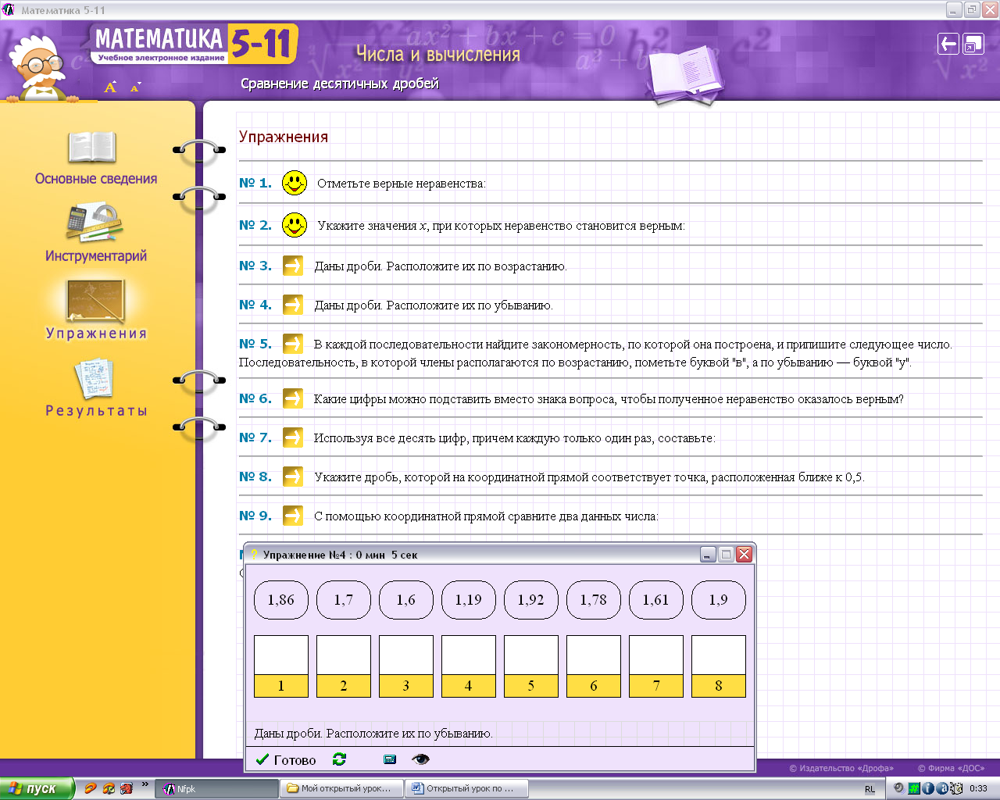 Математика 5-11
МАТЕМАТИКА 5-11
Учебное электронное издание
Числа и вычисления
ax² + bx + c = 0
A A
Сравнение десятичных дробей
Основные сведения
Инструментарий
Упражнения
Результаты
Упражнения
№ 1. Отметьте верные неравенства:
№ 2. Укажите значения x, при которых неравенство становится верным:
№ 3. Даны дроби. Расположите их по возрастанию.
№ 4. Даны дроби. Расположите их по убыванию.
№ 5. В каждой последовательности найдите закономерность, по которой она построена, и припишите следующее число.
Последовательность, в которой члены располагаются по возрастанию, пометьте буквой "в", а по убыванию — буквой "у".
№ 6. Какие цифры можно подставить вместо знака вопроса, чтобы полученное неравенство оказалось верным?
№ 7. Используя все десять цифр, причем каждую только один раз, составьте:
№ 8. Укажите дробь, которой на координатной прямой соответствует точка, расположенная ближе к 0,5.
№ 9. С помощью координатной прямой сравните два данных числа:
? Упражнение №4 : 0 мин 5 сек
1,86 1,7 1,6 1,19 1,92 1,78 1,61 1,9
1 2 3 4 5 6 7 8
Даны дроби. Расположите их по убыванию.
Готово
© Издательство «Дрофа» © Фирма «ДОС»
пуск » Nfpk Мой открытый урок... Открытый урок по ... RL 0:33